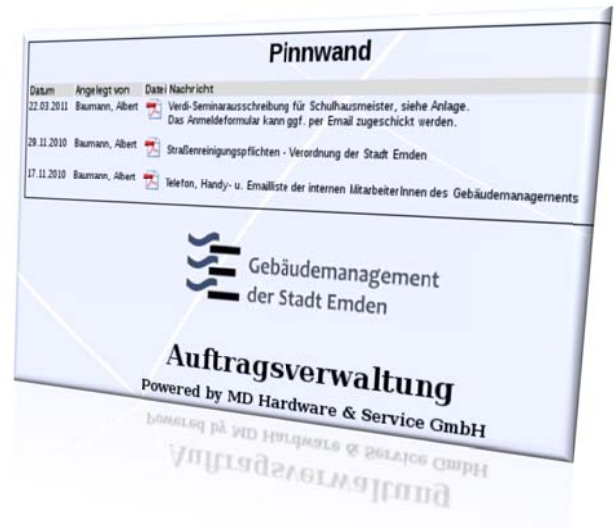 Pinnwand
Datum Angelegt von Datei Nachricht
22.03.2011 Baumann, Albert Verdi-Seminarausschreibung für Schulhausmeister, siehe Anlage.
Das Anmeldeformular kann ggf. per Email zugeschickt werden.
29.11.2010 Baumann, Albert Straßenreinigungspflichten - Verordnung der Stadt Emden
17.11.2010 Baumann, Albert Telefon, Handy- u. Emailliste der internen MitarbeiterInnen des Gebäudemanagements
Gebäudemanagement
der Stadt Emden
Auftragsverwaltung
Powered by MD Hardware & Service GmbH